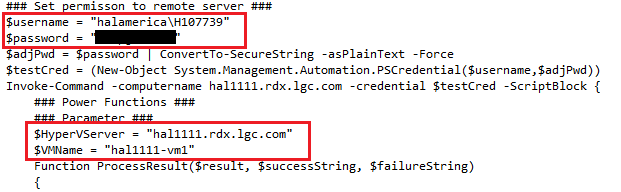 ### Set permisson to remote server ###
$username = "halamerica\H107739"
$password = "
$adjPwd = $password | ConvertTo-SecureString -asPlainText -Force
$testCred = (New-Object System.Management.Automation.PSCredential($username,$adjPwd))
Invoke-Command -computername hal1111.rdx.lgc.com -credential $testCred -ScriptBlock {
### Power Functions ###
### Parameter ###
$HyperVServer = "hal1111.rdx.lgc.com"
$VMName = "hal1111-vm1"
Function ProcessResult($result, $successString, $failureString)
{